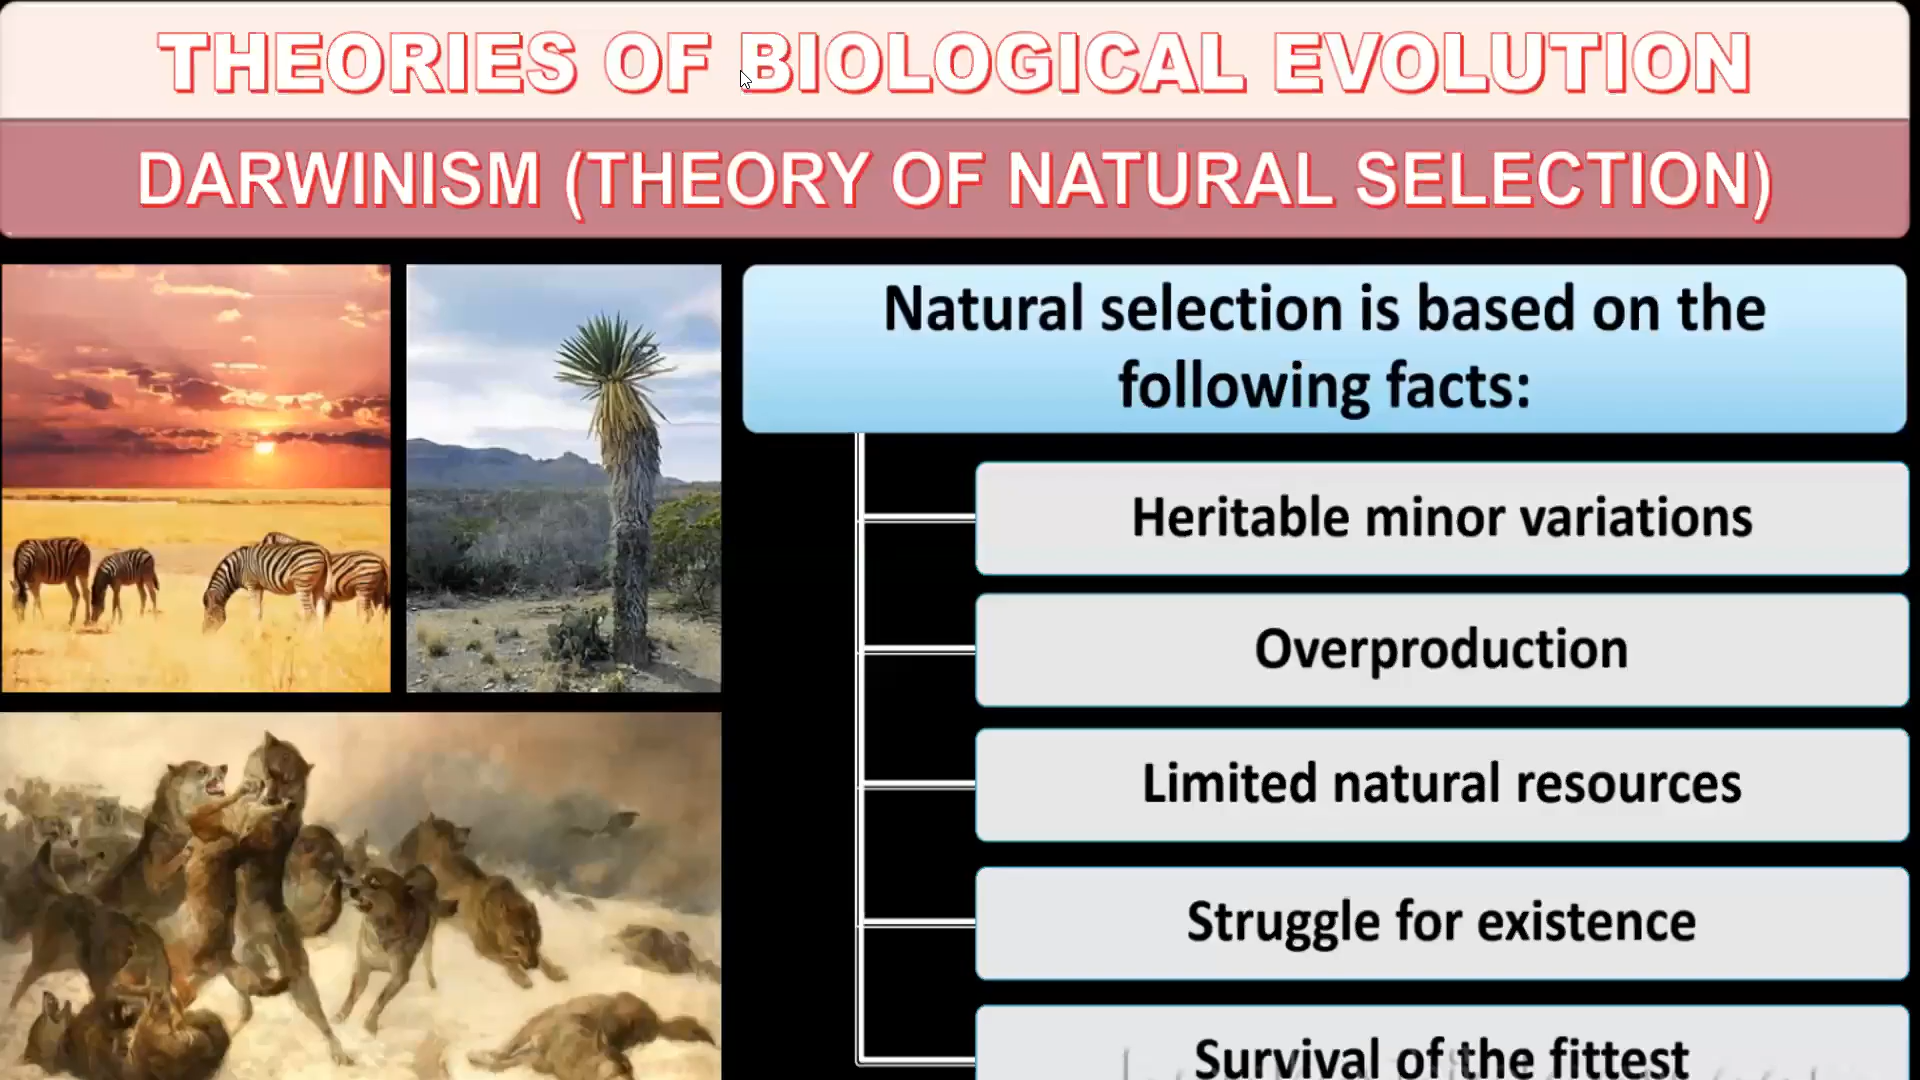 THEORIES OF BIOLOGICAL EVOLUTION
DARWINISM (THEORY OF NATURAL SELECTION)
Natural selection is based on the
following facts:
Heritable minor variations
Overproduction
Limited natural resources
Struggle for existence
Survival of the fittest